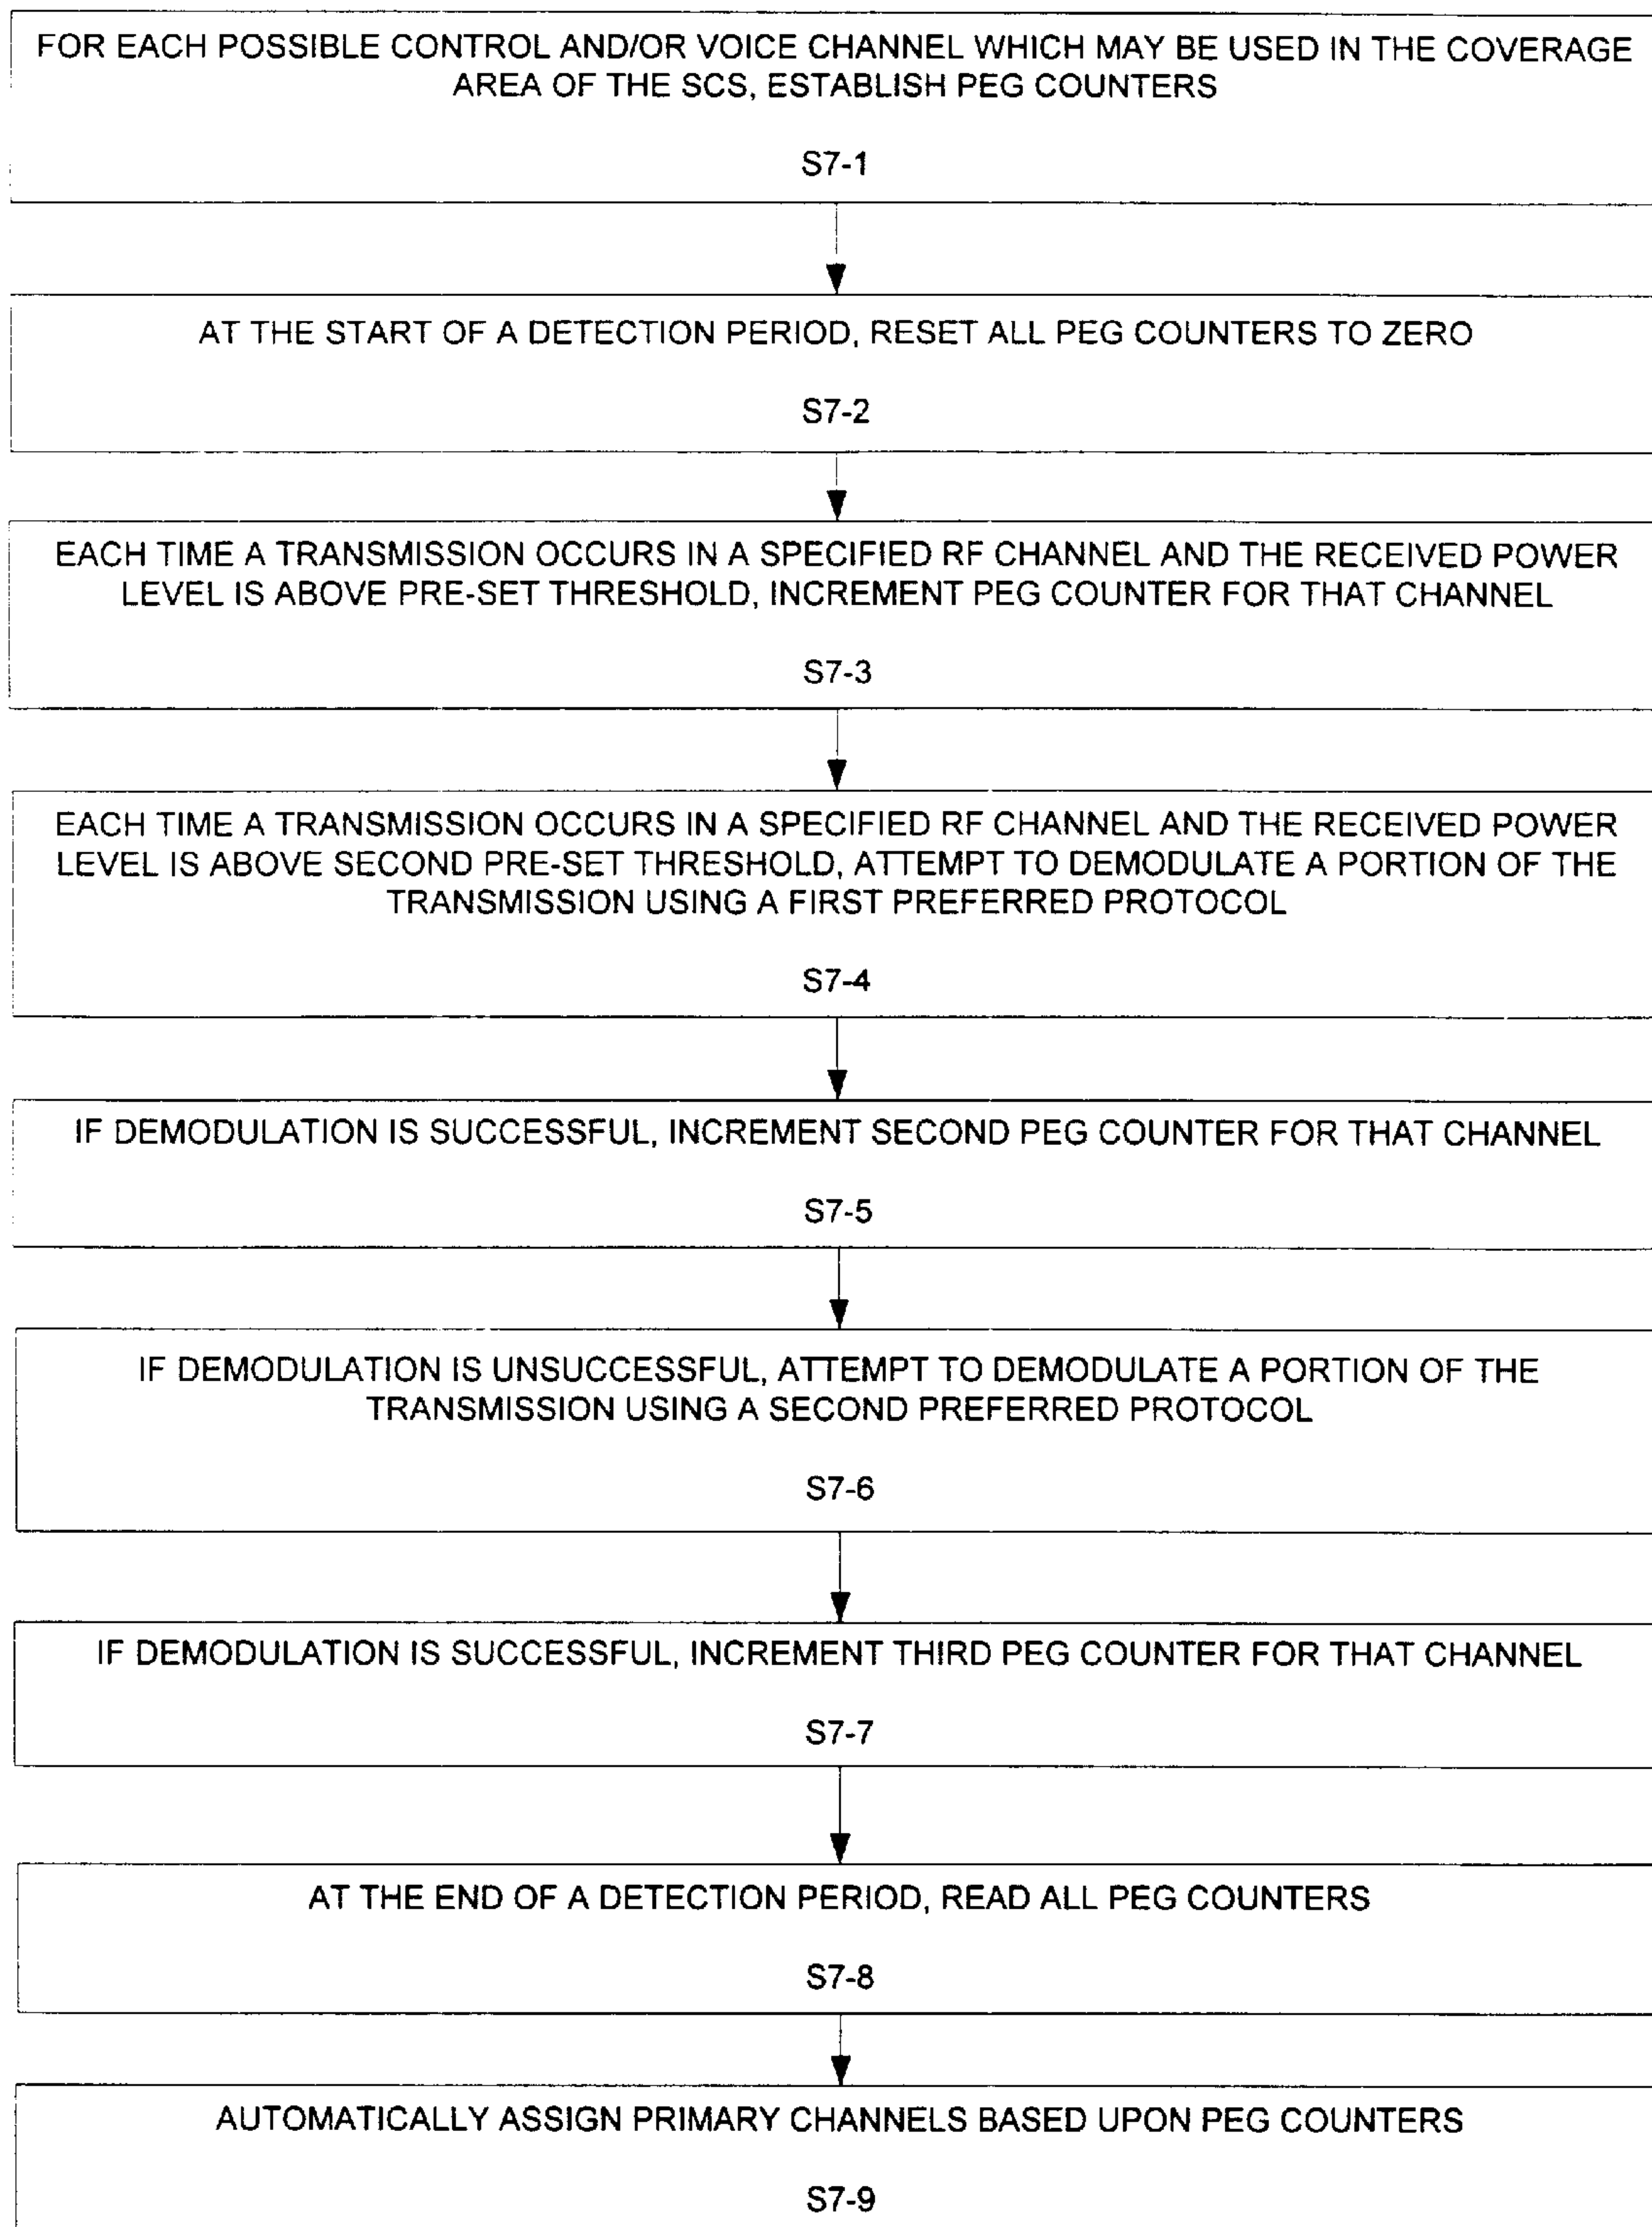 FOR EACH POSSIBLE CONTROL AND/OR VOICE CHANNEL WHICH MAY BE USED IN THE COVERAGE
AREA OF THE SCS, ESTABLISH PEG COUNTERS
S7-1
AT THE START OF A DETECTION PERIOD, RESET ALL PEG COUNTERS TO ZERO
S7-2
EACH TIME A TRANSMISSION OCCURS IN A SPECIFIED RF CHANNEL AND THE RECEIVED POWER
LEVEL IS ABOVE PRE-SET THRESHOLD, INCREMENT PEG COUNTER FOR THAT CHANNEL
S7-3
EACH TIME A TRANSMISSION OCCURS IN A SPECIFIED RF CHANNEL AND THE RECEIVED POWER
LEVEL IS ABOVE SECOND PRE-SET THRESHOLD, ATTEMPT TO DEMODULATE A PORTION OF THE
TRANSMISSION USING A FIRST PREFERRED PROTOCOL
S7-4
IF DEMODULATION IS SUCCESSFUL, INCREMENT SECOND PEG COUNTER FOR THAT CHANNEL
S7-5
IF DEMODULATION IS UNSUCCESSFUL, ATTEMPT TO DEMODULATE A PORTION OF THE
TRANSMISSION USING A SECOND PREFERRED PROTOCOL
S7-6
IF DEMODULATION IS SUCCESSFUL, INCREMENT THIRD PEG COUNTER FOR THAT CHANNEL
S7-7
AT THE END OF A DETECTION PERIOD, READ ALL PEG COUNTERS
S7-8
AUTOMATICALLY ASSIGN PRIMARY CHANNELS BASED UPON PEG COUNTERS
S7-9